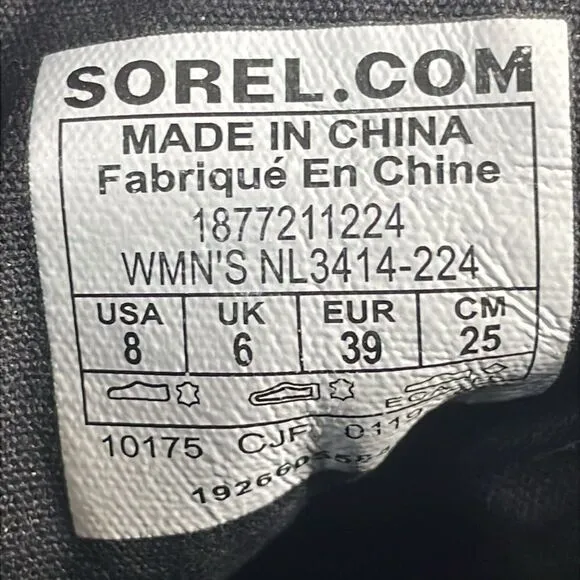 SOREL.COM
MADE IN CHINA
Fabriqué En Chine
1877211224
WMN'S NL3414-224
USA UK EUR CM
8 6 39 25
10175 CJF